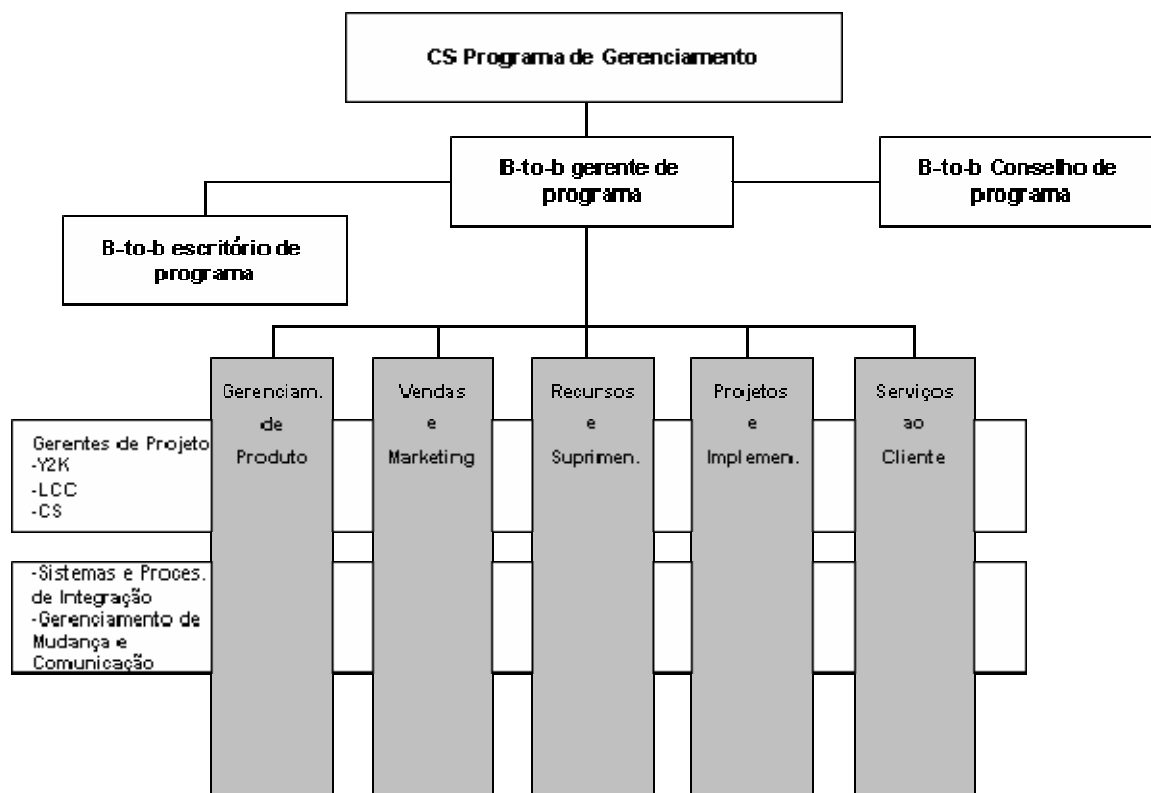 CS Programa de Gerenciamento
B-to-b gerente de
programa
B-to-b Conselho de
programa
B-to-b escritório de
programa
Gerenciam.
de
Produto
Vendas
e
Marketing
Recursos
e
Suprimen.
Projetos
e
Implemen.
Serviços
ao
Cliente
Gerentes de Projeto
-Y2K
-LCC
-CS
-Sistemas e Proces.
de Integração
-Gerenciamento de
Mudança e
Comunicação